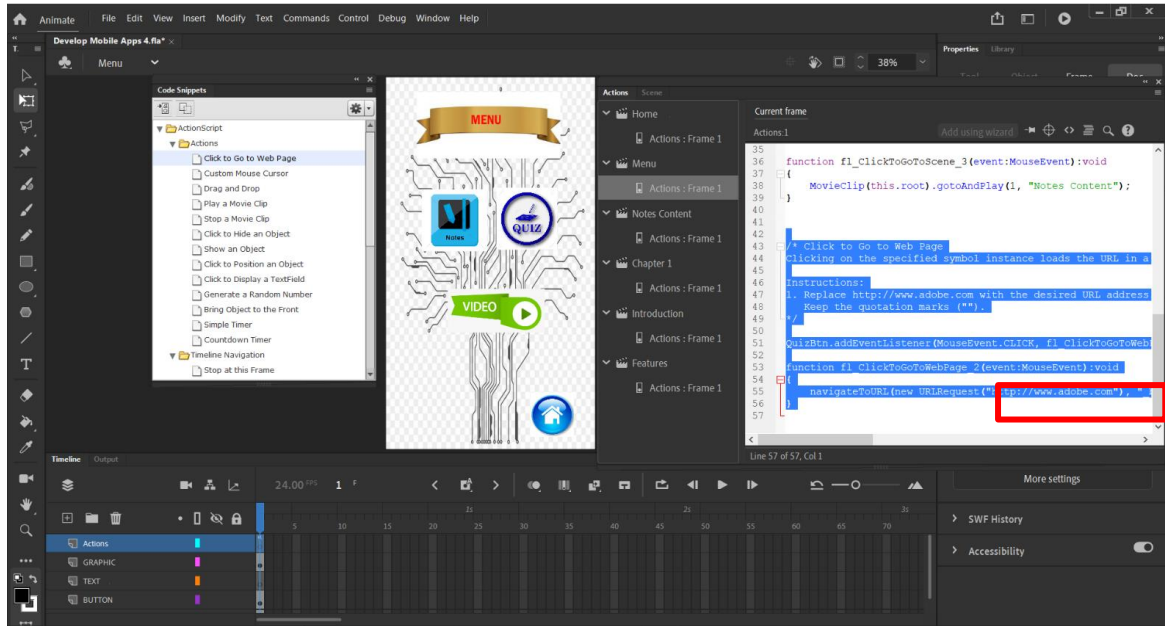 Animate File Edit View Insert Modify Text Commands Control Debug Window Help
Develop Mobile Apps 4.fla*
Menu
38%
Properties Library
Code Snippets
ActionScript
Actions
Click to Go to Web Page
Custom Mouse Cursor
Drag and Drop
Play a Movie Clip
Stop a Movie Clip
Click to Hide an Object
Show an Object
Click to Position an Object
Click to Display a TextField
Generate a Random Number
Bring Object to the Front
Simple Timer
Countdown Timer
Timeline Navigation
Stop at this Frame
MENU
Notes
QUIZ
VIDEO
Actions Scene
Home
Actions : Frame 1
Menu
Actions : Frame 1
Notes Content
Actions : Frame 1
Chapter 1
Actions : Frame 1
Introduction
Actions : Frame 1
Features
Actions : Frame 1
Current frame
Actions:1
Add using wizard
35
36 function fl_ClickToGoToScene_3(event:MouseEvent):void
37 {
38 MovieClip(this.root).gotoAndPlay(1, "Notes Content");
39 }
40
41
42
43 /* Click to Go to Web Page
44 Clicking on the specified symbol instance loads the URL in a
45
46 Instructions:
47 1. Replace http://www.adobe.com with the desired URL address
48 Keep the quotation marks ("").
49 */
50
51 QuizBtn.addEventListener(MouseEvent.CLICK, fl_ClickToGoToWeb
52
53 function fl_ClickToGoToWebPage_2(event:MouseEvent):void
54 {
55 navigateToURL(new URLRequest("http://www.adobe.com"), "_
56 }
57
Line 57 of 57, Col 1
Timeline Output
24.00 FPS 1 F
1s 2s 3s
5 10 15 20 25 30 35 40 45 50 55 60 65 70
Actions
GRAPHIC
TEXT
BUTTON
More settings
SWF History
Accessibility